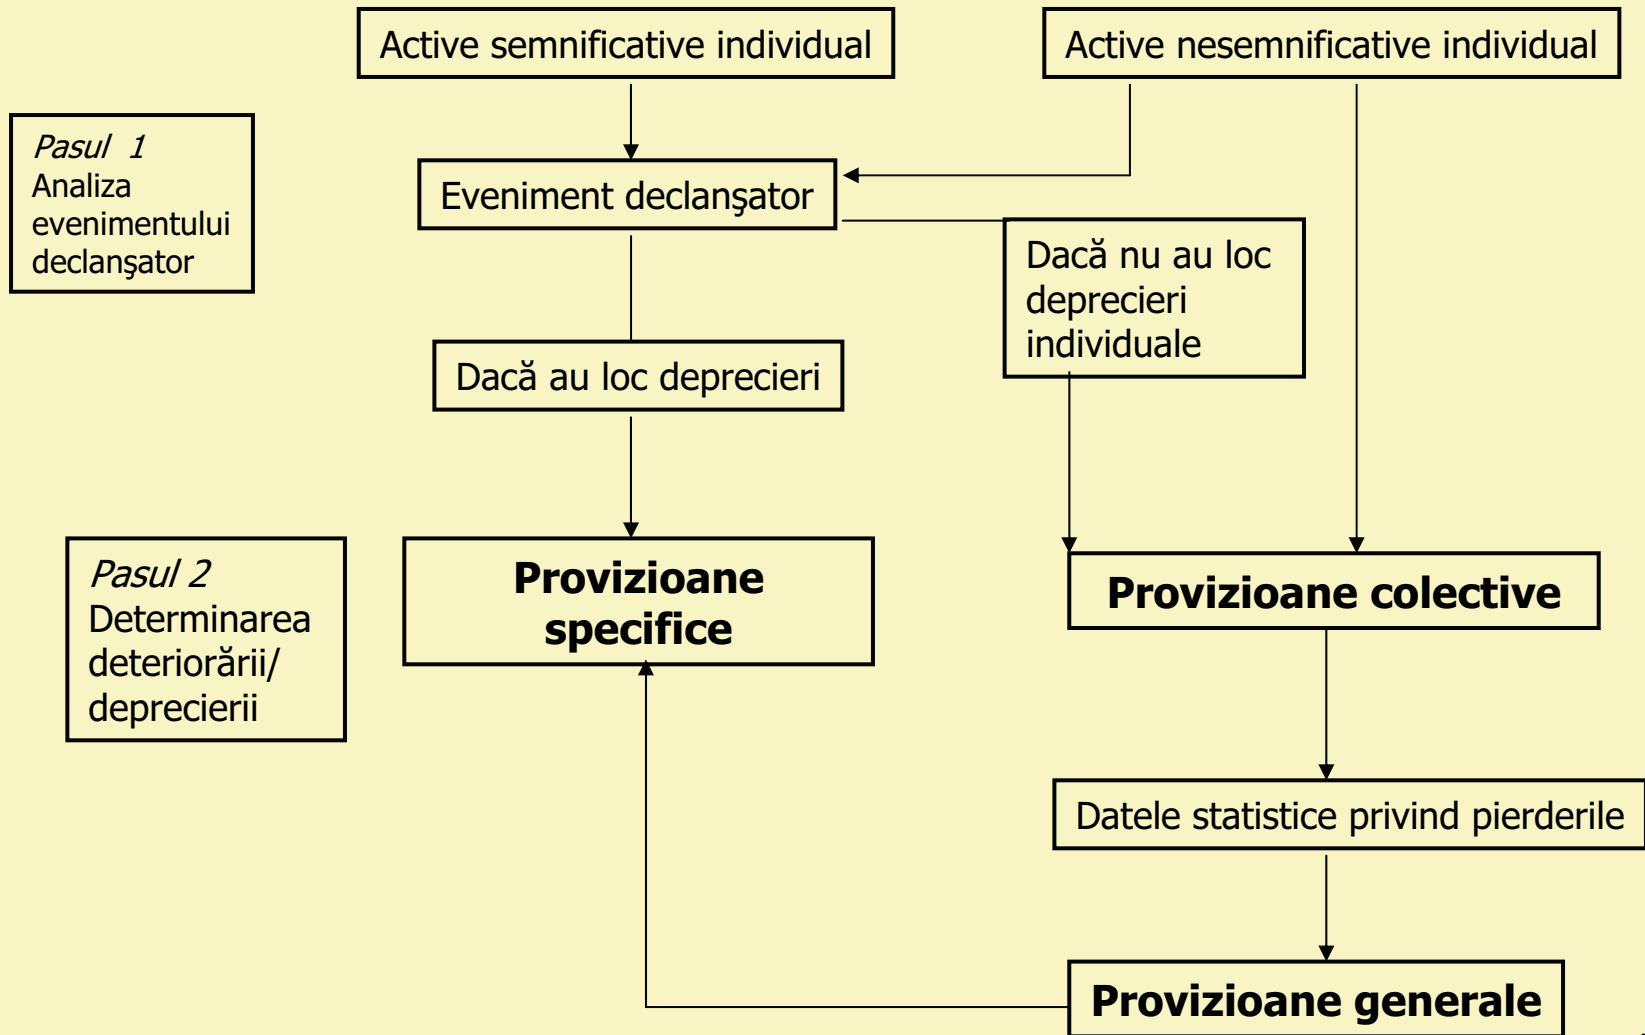 Active semnificative individual
Active nesemnificative individual
Pasul 1
Analiza
evenimentului
declanşator
Eveniment declanşator
Dacă nu au loc
deprecieri
individuale
Dacă au loc deprecieri
Pasul 2
Determinarea
deteriorării/
deprecierii
Provizioane
specifice
Provizioane colective
Datele statistice privind pierderile
Provizioane generale